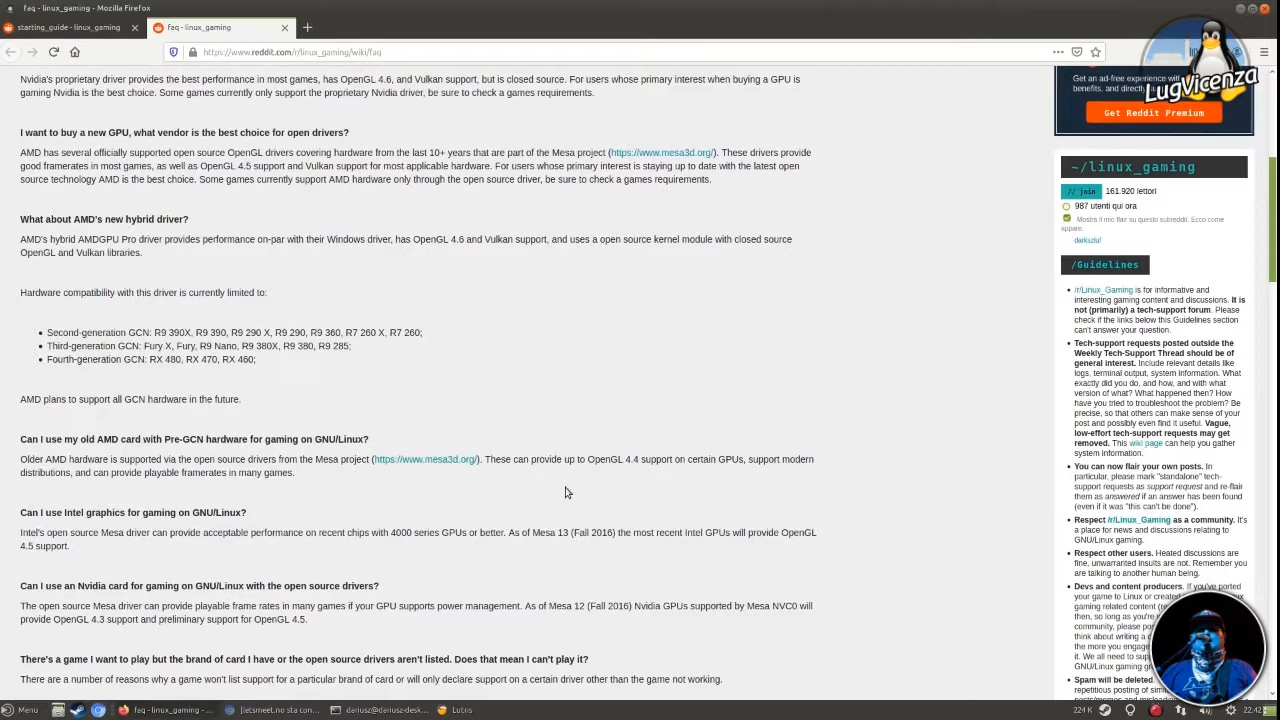 faq - linux_gaming - Mozilla Firefox
starting_guide - linux_gaming
faq - linux_gaming
https://www.reddit.com/r/linux_gaming/wiki/faq
LugVicenza
Nvidia's proprietary driver provides the best performance in most games, has OpenGL 4.6, and Vulkan support, but is closed source. For users whose primary interest when buying a GPU is
gaming Nvidia is the best choice. Some games currently only support the proprietary Nvidia driver, be sure to check a games requirements.
I want to buy a new GPU, what vendor is the best choice for open drivers?
AMD has several officially supported open source OpenGL drivers covering hardware from the last 10+ years that are part of the Mesa project (https://www.mesa3d.org/). These drivers provide
good framerates in most games, as well as OpenGL 4.5 support and Vulkan support for most applicable hardware. For users whose primary interest is staying up to date with the latest open
source technology AMD is the best choice. Some games currently support AMD hardware only through the open source driver, be sure to check a games requirements.
What about AMD's new hybrid driver?
AMD's hybrid AMDGPU Pro driver provides performance on-par with their Windows driver, has OpenGL 4.6 and Vulkan support, and uses a open source kernel module with closed source
OpenGL and Vulkan libraries.
Hardware compatibility with this driver is currently limited to:
• Second-generation GCN: R9 390X, R9 390, R9 290 X, R9 290, R9 360, R7 260 X, R7 260;
• Third-generation GCN: Fury X, Fury, R9 Nano, R9 380X, R9 380, R9 285;
• Fourth-generation GCN: RX 480, RX 470, RX 460;
AMD plans to support all GCN hardware in the future.
Can I use my old AMD card with Pre-GCN hardware for gaming on GNU/Linux?
Older AMD hardware is supported via the open source drivers from the Mesa project (https://www.mesa3d.org/). These can provide up to OpenGL 4.4 support on certain GPUs, support modern
distributions, and can provide playable framerates in many games.
Can I use Intel graphics for gaming on GNU/Linux?
Intel's open source Mesa driver can provide acceptable performance on recent chips with 4000 series GPUs or better. As of Mesa 13 (Fall 2016) the most recent Intel GPUs will provide OpenGL
4.5 support.
Can I use an Nvidia card for gaming on GNU/Linux with the open source drivers?
The open source Mesa driver can provide playable frame rates in many games if your GPU supports power management. As of Mesa 12 (Fall 2016) Nvidia GPUs supported by Mesa NVC0 will
provide OpenGL 4.3 support and preliminary support for OpenGL 4.5.
There's a game I want to play but the brand of card I have or the open source drivers aren't listed. Does that mean I can't play it?
There are a number of reasons why a game won't list support for a particular brand of card or will only declare support on a certain driver other than the game not working.
Get an ad-free experience with
benefits, and directly
Get Reddit Premium
~/linux_gaming
// join 161.920 lettori
987 utenti qui ora
Mostra il mio flair su questo subreddit. Ecco come
appare:
darkszluf
/Guidelines
• /r/Linux_Gaming is for informative and
interesting gaming content and discussions. It is
not (primarily) a tech-support forum. Please
check if the links below this Guidelines section
can't answer your question.
• Tech-support requests posted outside the
Weekly Tech-Support Thread should be of
general interest. Include relevant details like
logs, terminal output, system information. What
exactly did you do, and how, and with what
version of what? What happened then? How
have you tried to troubleshoot the problem? Be
precise, so that others can make sense of your
post and possibly even find it useful. Vague,
low-effort tech-support requests may get
removed. This wiki page can help you gather
system information.
• You can now flair your own posts. In
particular, please mark "standalone" tech-
support requests as support request and re-flair
them as answered if an answer has been found
(even if it was "this can't be done").
• Respect /r/Linux_Gaming as a community. It's
a place for news and discussions relating to
GNU/Linux gaming.
• Respect other users. Heated discussions are
fine, unwarranted insults are not. Remember you
are talking to another human being.
• Devs and content producers. If you've ported
your game to Linux or created
gaming related content
then, so long as you're
community, please
think about writing a
the more you engage
it. We all need to
GNU/Linux gaming
• Spam will be deleted.
repetitious posting of
Menu
faq - linux_gaming - ...
[letsmeet.no sta con...
dariusz@dariusz-desk...
Lutris
224 K
22:42